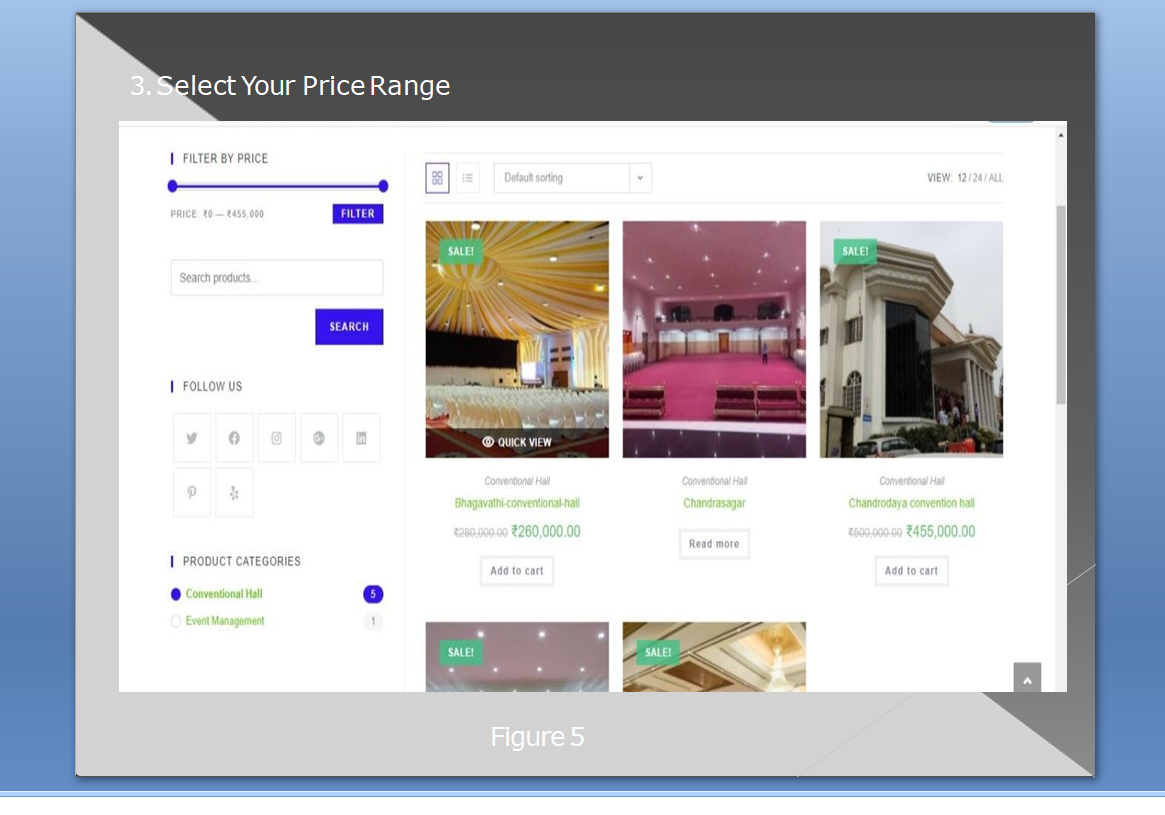 3. Select Your Price Range
FILTER BY PRICE
PRICE: ₹0 — ₹455,000
FILTER
Search products...
SEARCH
FOLLOW US
PRODUCT CATEGORIES
Conventional Hall 5
Event Management 1
Default sorting
VIEW: 12 / 24 / ALL
SALE!
SALE!
QUICK VIEW
Conventional Hall
Bhagavathi-conventional-hall
₹280,000.00 ₹260,000.00
Add to cart
Conventional Hall
Chandrasagar
Read more
Conventional Hall
Chandrodaya convention hall
₹500,000.00 ₹455,000.00
Add to cart
SALE!
SALE!
Figure 5